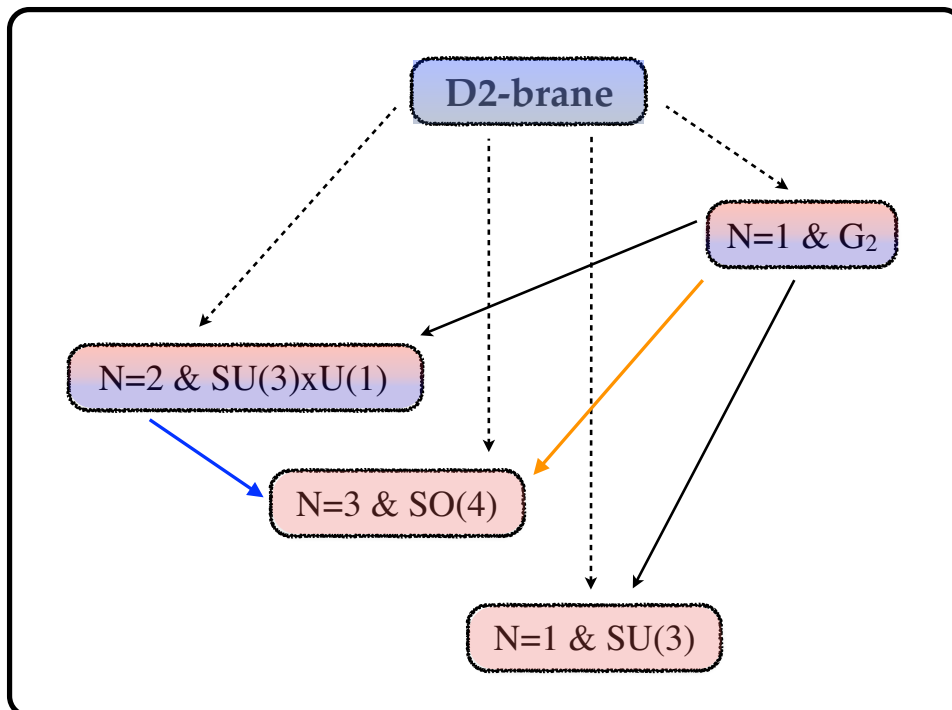 D2-brane
N=1 & G₂
N=2 & SU(3)xU(1)
N=3 & SO(4)
N=1 & SU(3)